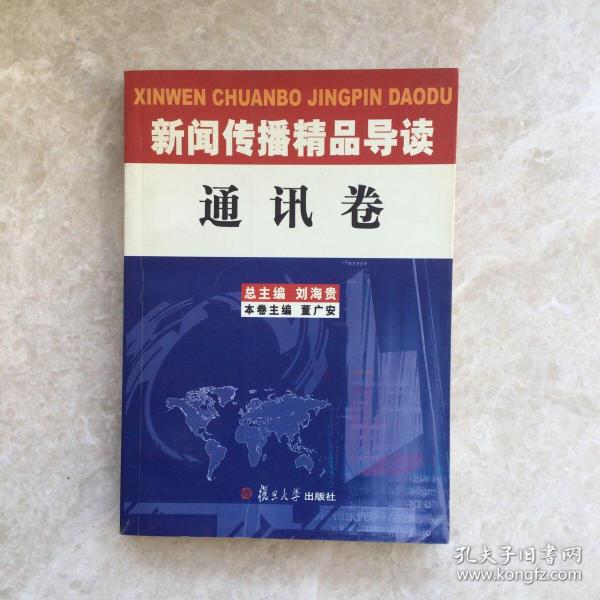 XINWEN CHUANBO JINGPIN DAODU
新闻传播精品导读
通讯卷
总主编 刘海贵
本卷主编 董广安
复旦大学出版社
孔夫子旧书网
www.kongfz.com